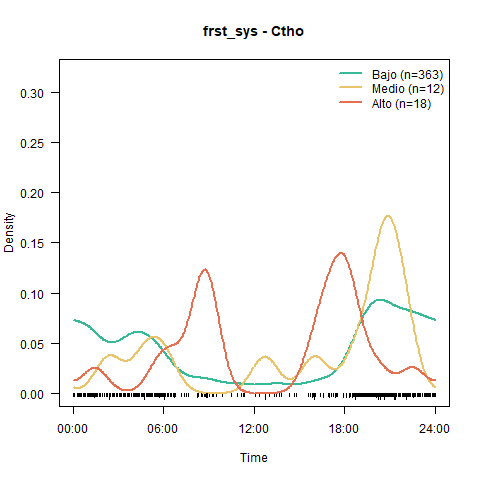 frst_sys - Ctho
Bajo (n=363)
Medio (n=12)
Alto (n=18)
Density
0.30
0.25
0.20
0.15
0.10
0.05
0.00
00:00 06:00 12:00 18:00 24:00
Time